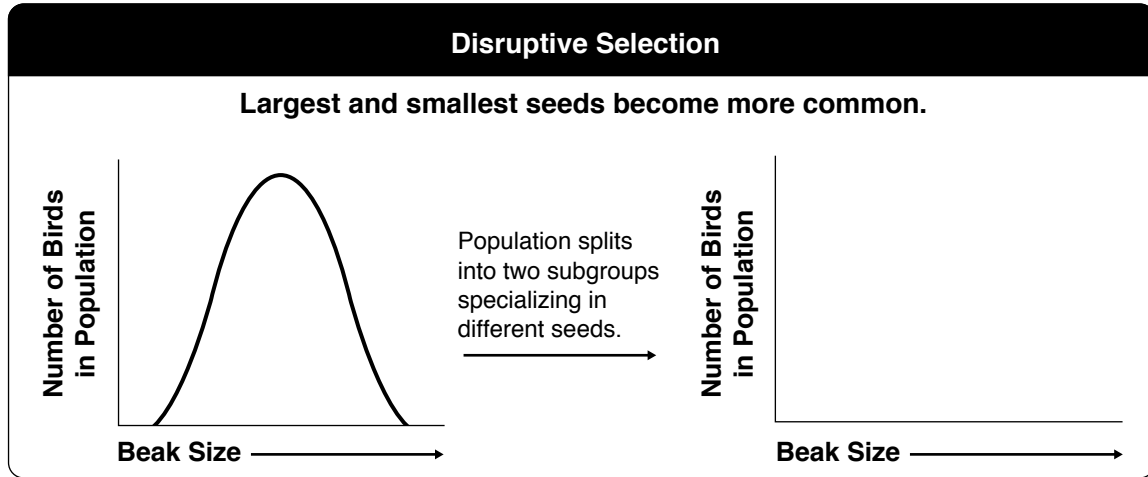 Disruptive Selection
Largest and smallest seeds become more common.
Number of Birds
in Population
Beak Size
Population splits
into two subgroups
specializing in
different seeds.
Number of Birds
in Population
Beak Size